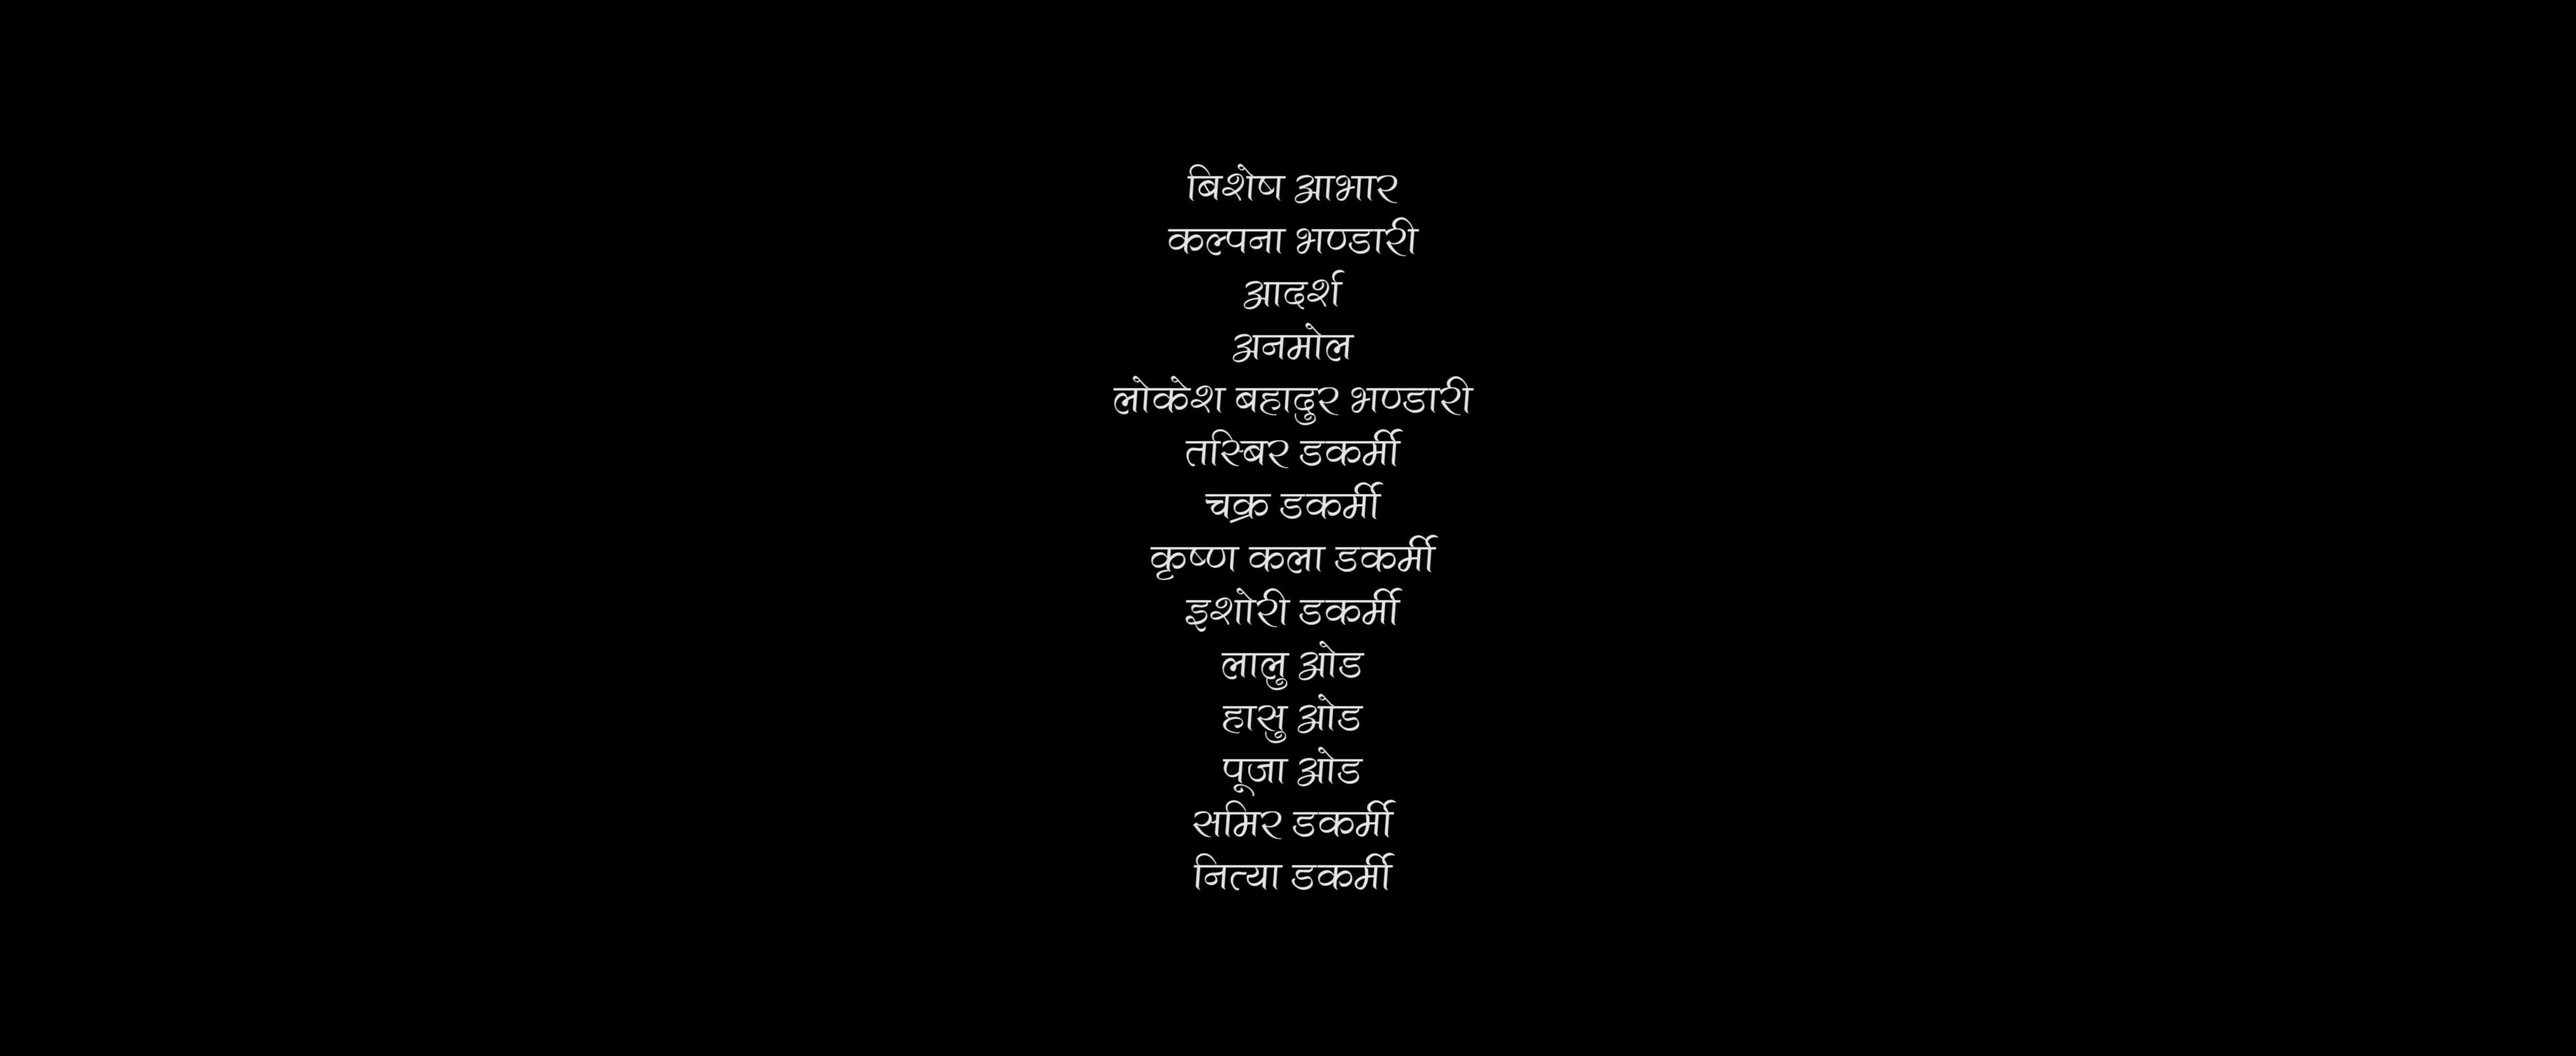 बिशेष आभार
कल्पना भण्डारी
आदर्श
अनमोल
लोकेश बहादुर भण्डारी
तस्बिर डकर्मी
चक्र डकर्मी
कृष्ण कला डकर्मी
इशोरी डकर्मी
लालु ओड
हासु ओड
पूजा ओड
समिर डकर्मी
नित्या डकर्मी